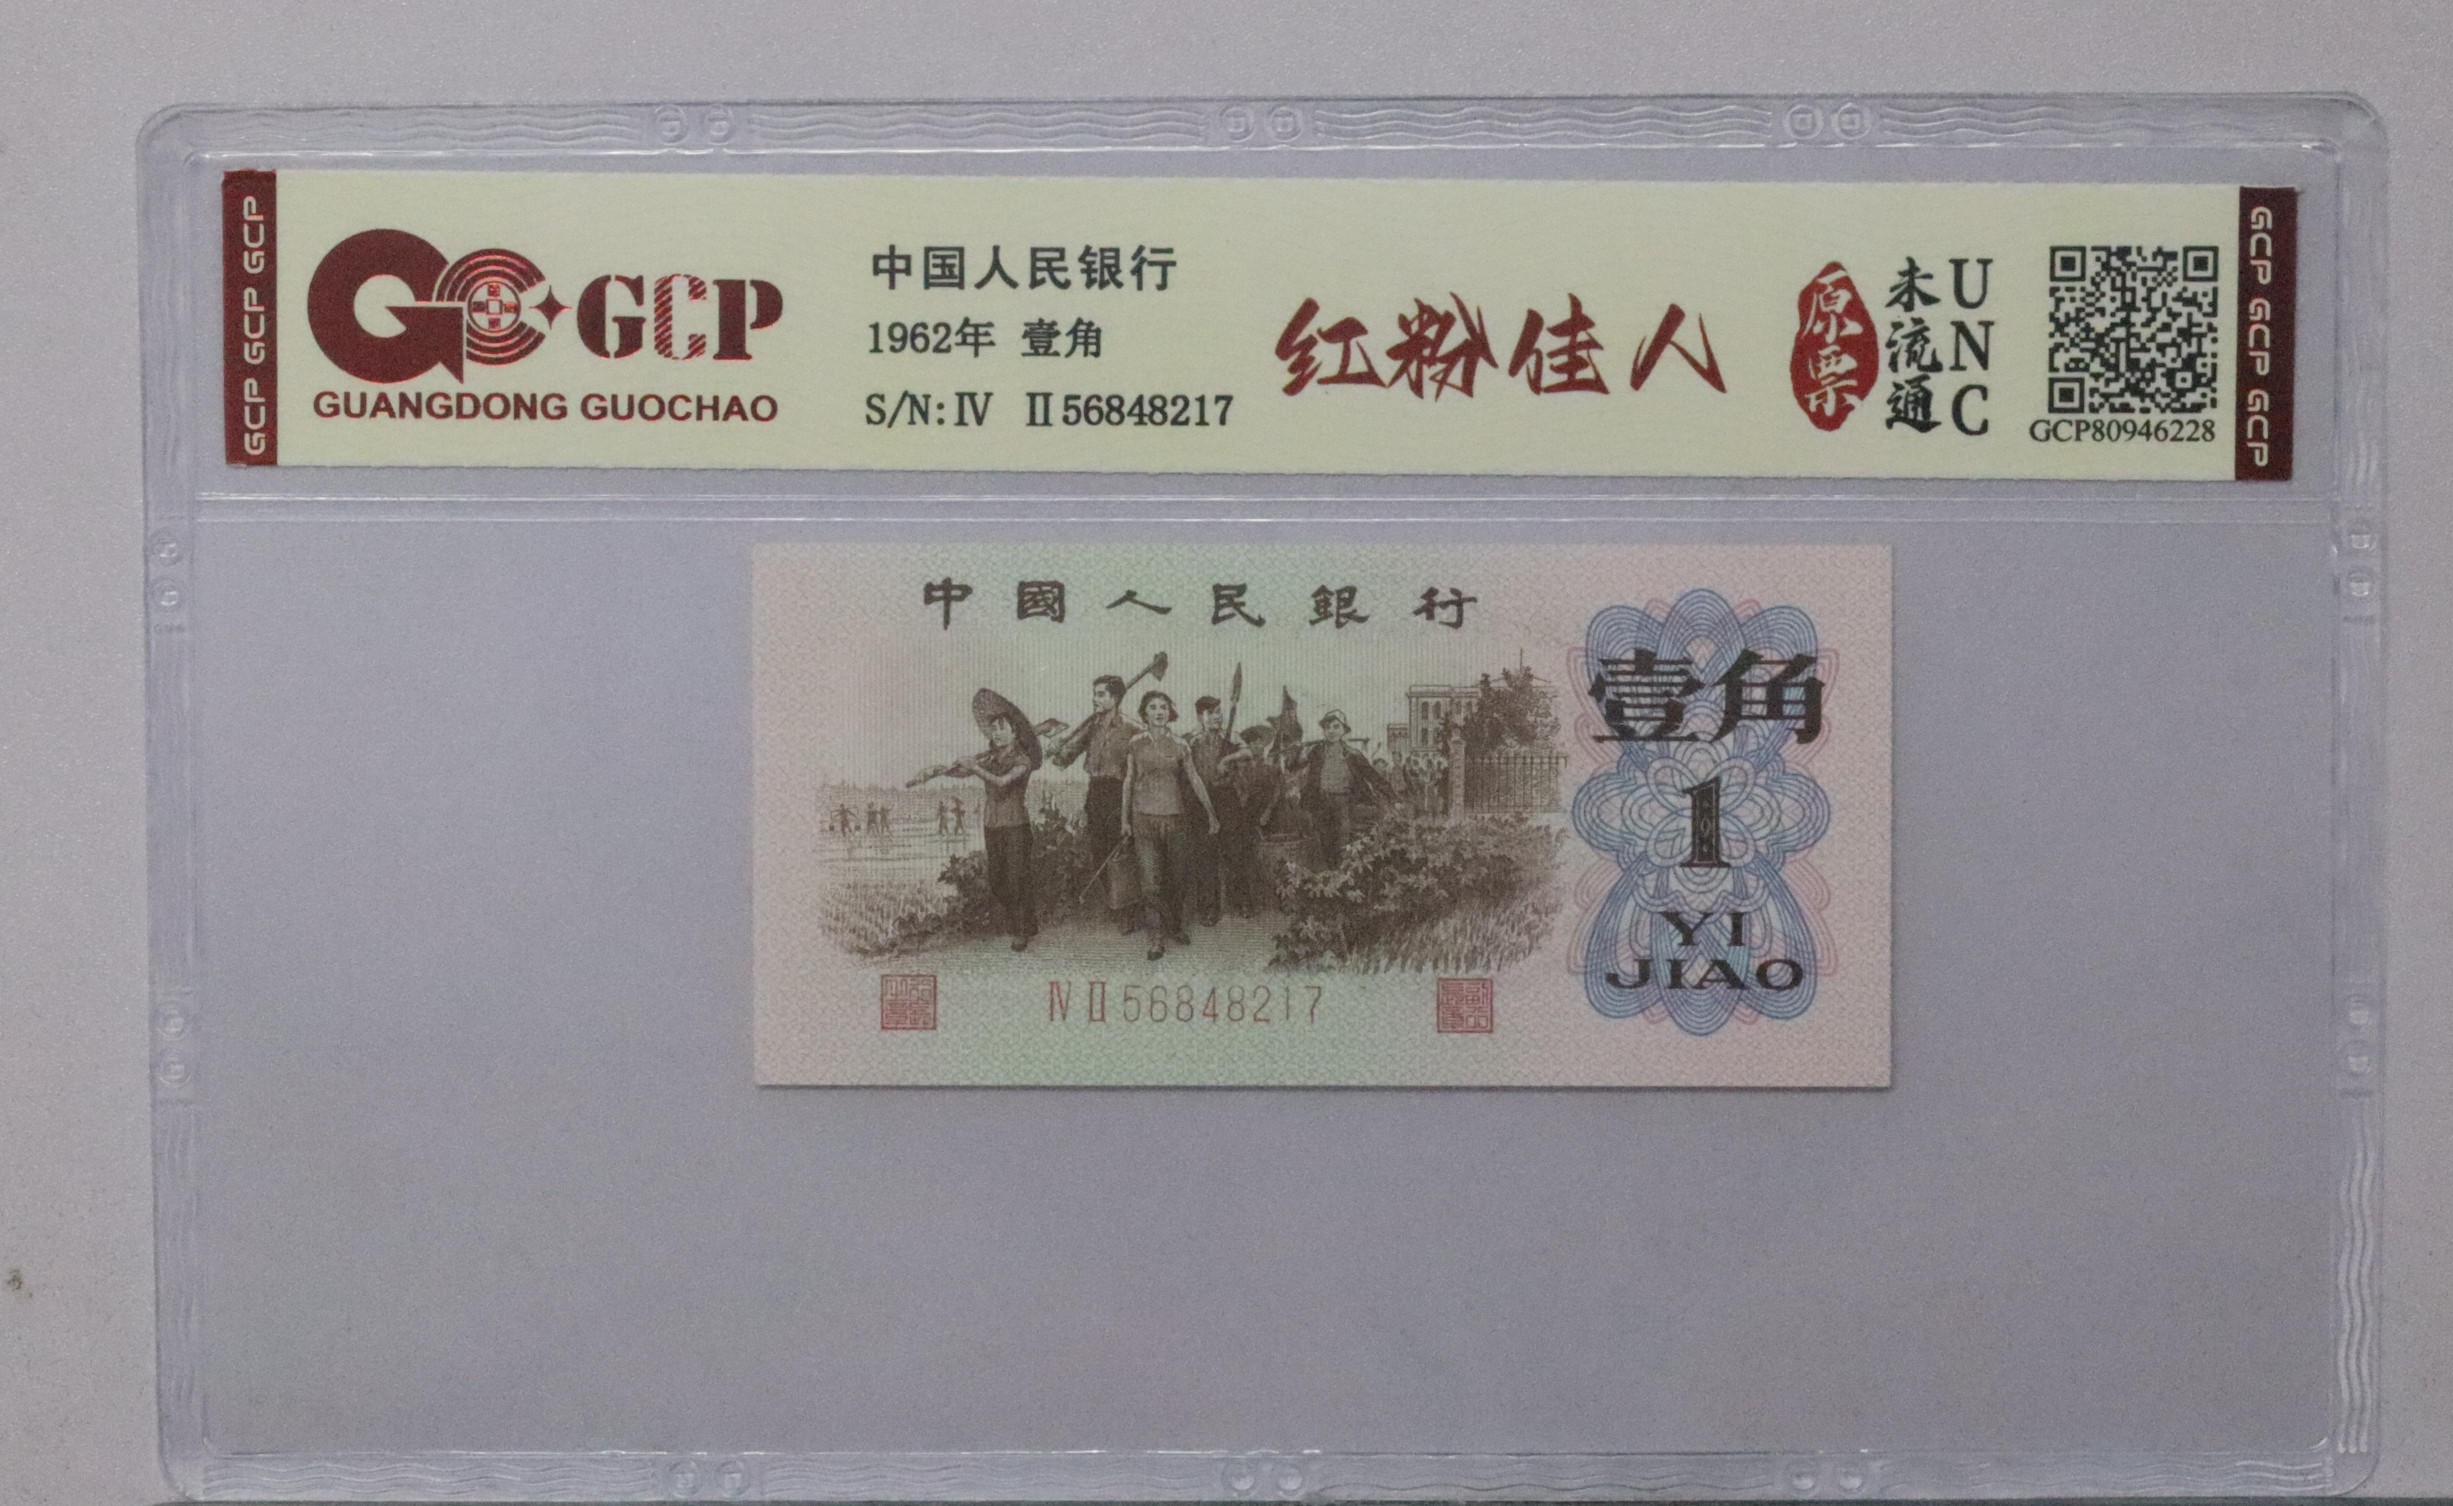 GCP GCP GCP
GCP
GUANGDONG GUOCHAO
中国人民银行
1962年 壹角
S/N: IV II 56848217
红粉佳人
原票
未流通
UNC
GCP80946228
GCP GCP GCP
中國人民銀行
壹角
1
YI
JIAO
IV II 56848217